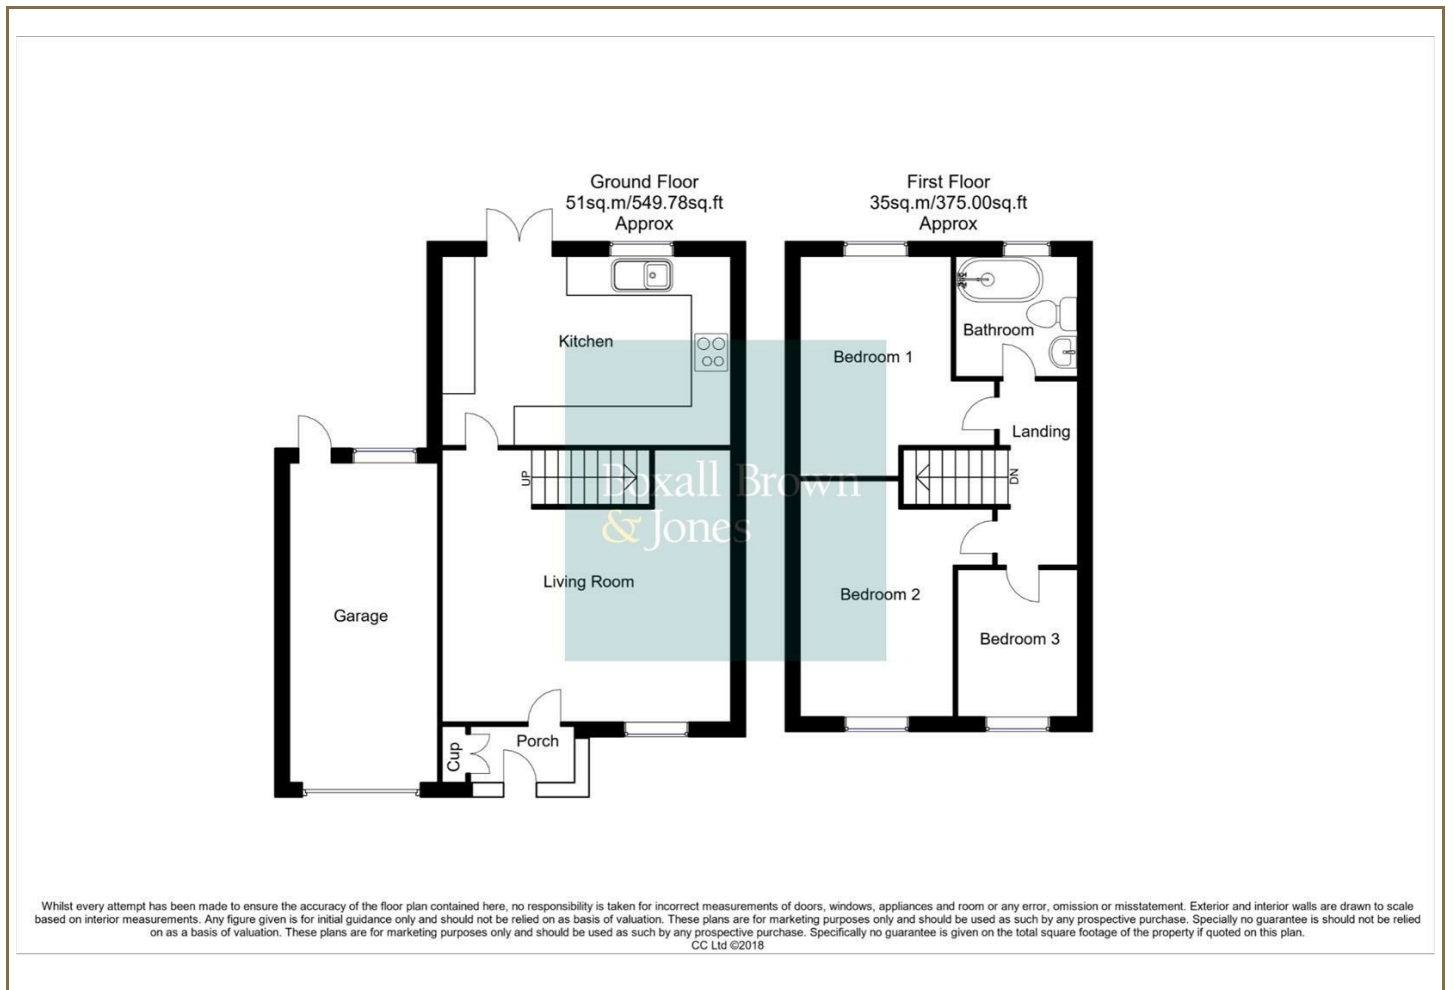 Ground Floor
51sq.m/549.78sq.ft
Approx
First Floor
35sq.m/375.00sq.ft
Approx
Kitchen
Bedroom 1
Bathroom
Landing
UP
DN
Boxall Brown
& Jones
Living Room
Bedroom 2
Garage
Bedroom 3
Porch
Cup
Whilst every attempt has been made to ensure the accuracy of the floor plan contained here, no responsibility is taken for incorrect measurements of doors, windows, appliances and room or any error, omission or misstatement. Exterior and interior walls are drawn to scale
based on interior measurements. Any figure given is for initial guidance only and should not be relied on as basis of valuation. These plans are for marketing purposes only and should be used as such by any prospective purchase. Specially no guarantee is should not be relied
on as a basis of valuation. These plans are for marketing purposes only and should be used as such by any prospective purchase. Specifically no guarantee is given on the total square footage of the property if quoted on this plan.
CC Ltd ©2018